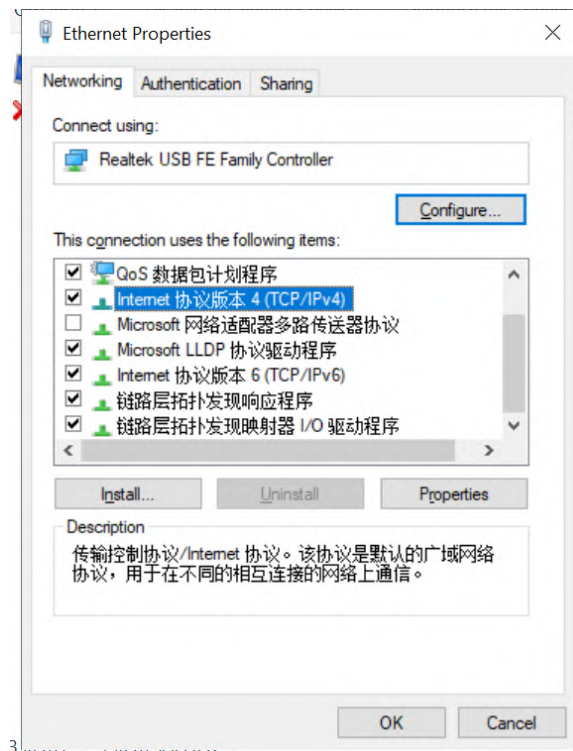 Ethernet Properties
Networking Authentication Sharing
Connect using:
Realtek USB FE Family Controller
Configure...
This connection uses the following items:
QoS 数据包计划程序
Internet 协议版本 4 (TCP/IPv4)
Microsoft 网络适配器多路传送器协议
Microsoft LLDP 协议驱动程序
Internet 协议版本 6 (TCP/IPv6)
链路层拓扑发现响应程序
链路层拓扑发现映射器 I/O 驱动程序
Install... Uninstall Properties
Description
传输控制协议/Internet 协议。该协议是默认的广域网络
协议，用于在不同的相互连接的网络上通信。
OK Cancel
3